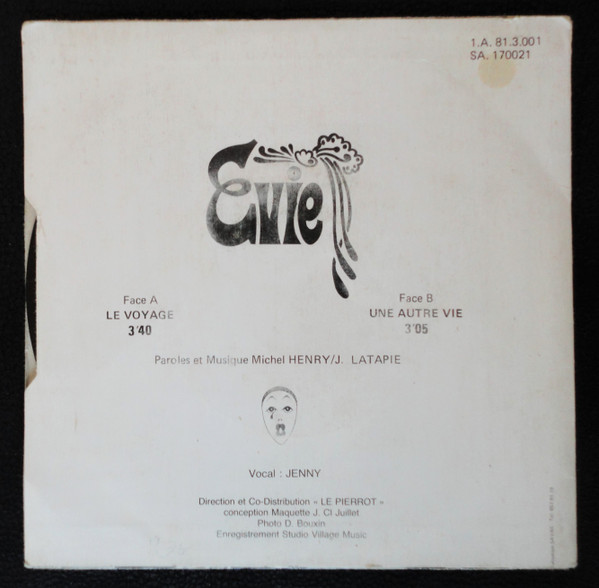 1.A. 81.3.001
SA. 170021
Evie
Face A
LE VOYAGE
3'40
Face B
UNE AUTRE VIE
3'05
Paroles et Musique Michel HENRY/J. LATAPIE
Vocal : JENNY
Direction et Co-Distribution « LE PIERROT »
conception Maquette J. Cl Juillet
Photo D. Bouxin
Enregistrement Studio Village Music